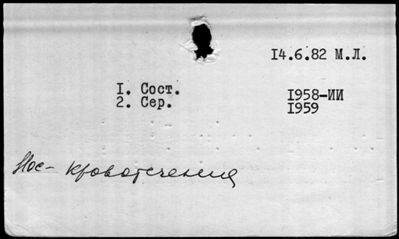 14.6.82 М.Л.
1. Сост. 1958-ИИ
2. Сер. 1959
Нос- кровотечения